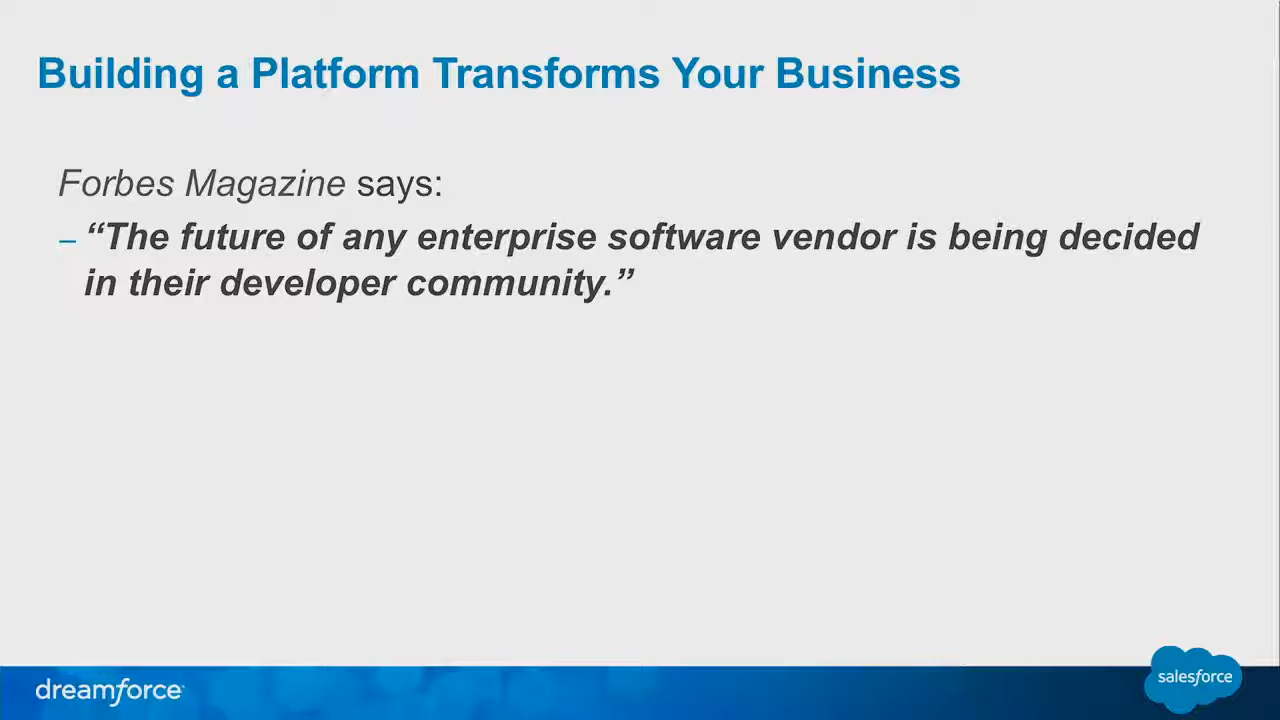 Building a Platform Transforms Your Business
Forbes Magazine says:
– “The future of any enterprise software vendor is being decided
in their developer community.”
dreamforce
salesforce